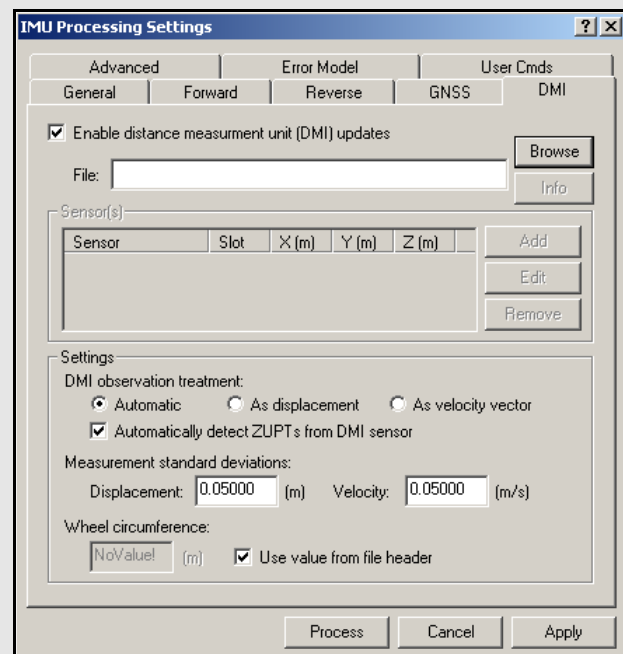 IMU Processing Settings
Advanced Error Model User Cmds
General Forward Reverse GNSS DMI
Enable distance measurment unit (DMI) updates
Browse
File:
Info
Sensor(s)
Sensor Slot X (m) Y (m) Z (m)
Add
Edit
Remove
Settings
DMI observation treatment:
Automatic As displacement As velocity vector
Automatically detect ZUPTs from DMI sensor
Measurement standard deviations:
Displacement: 0.05000 (m) Velocity: 0.05000 (m/s)
Wheel circumference:
NoValue! (m) Use value from file header
Process Cancel Apply